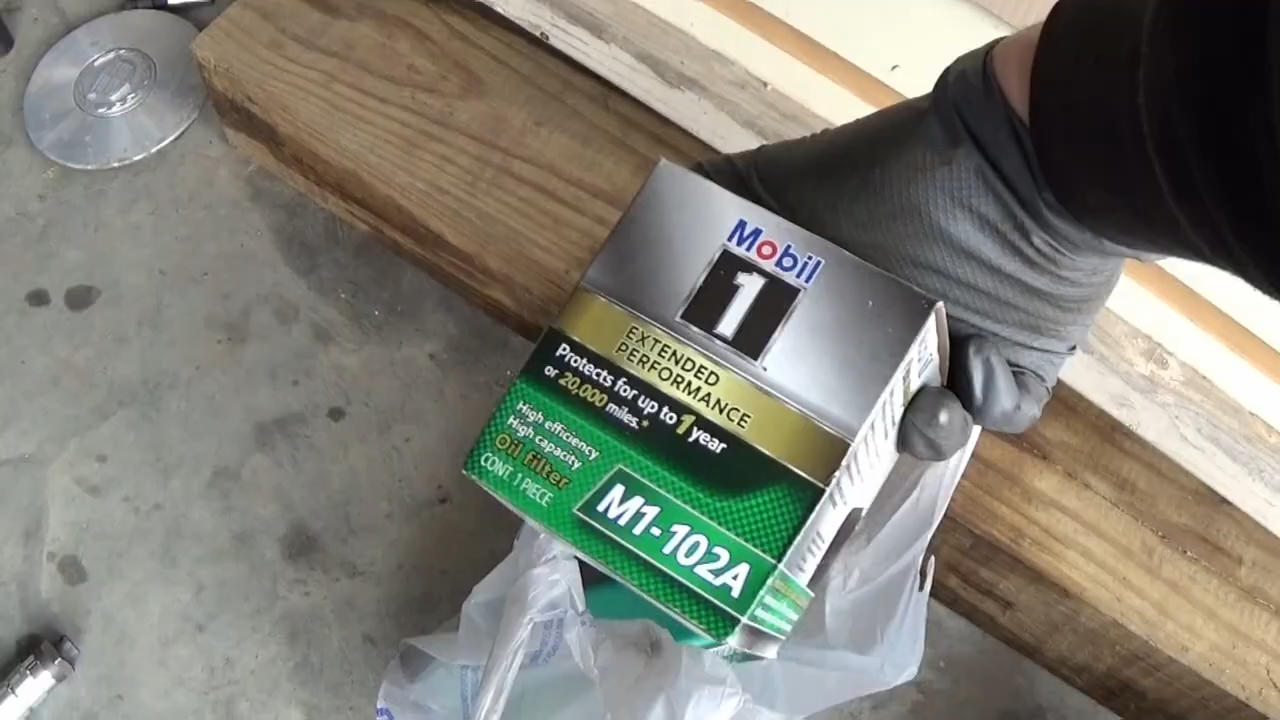 Mobil
1
EXTENDED
PERFORMANCE
Protects for up to 1 year
or 20,000 miles.*
High efficiency
High capacity
Oil filter
CONT. 1 PIECE
M1-102A